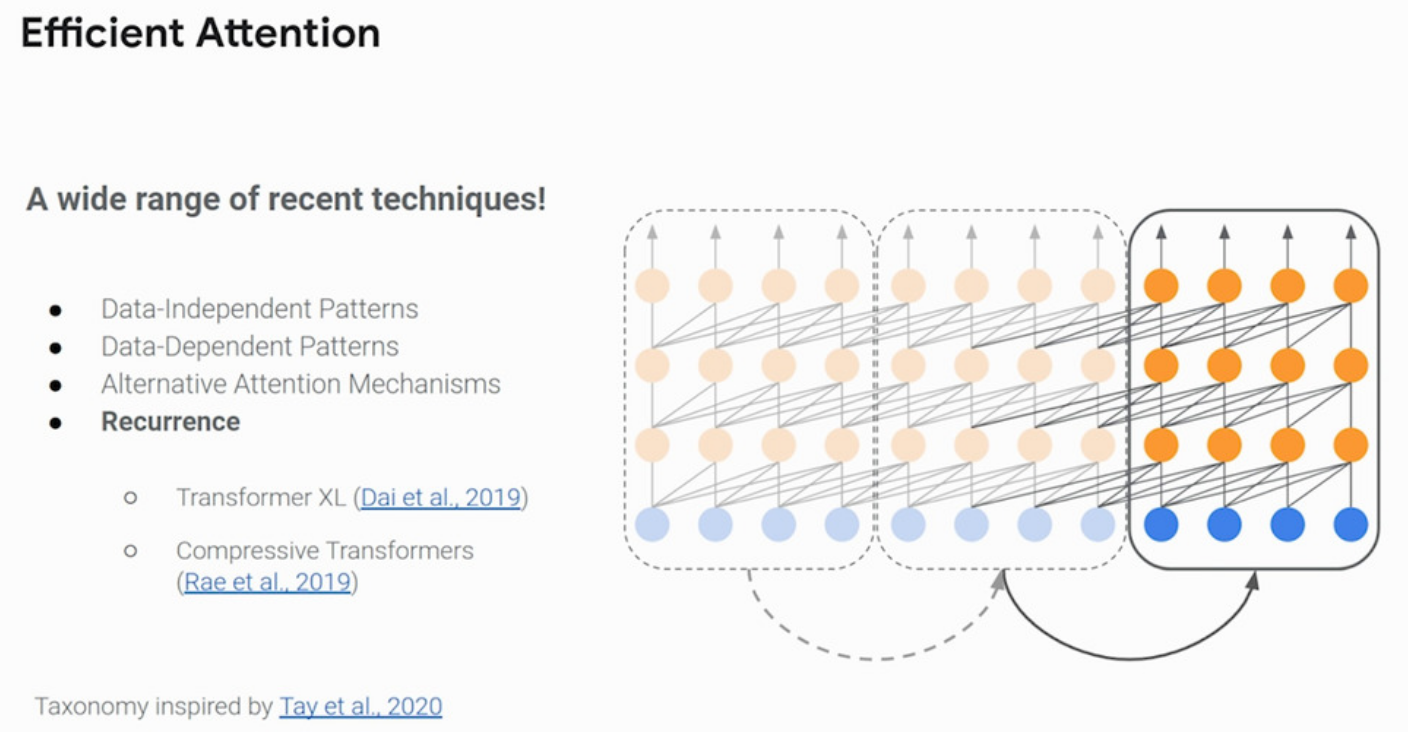 Efficient Attention
A wide range of recent techniques!
● Data-Independent Patterns
● Data-Dependent Patterns
● Alternative Attention Mechanisms
● Recurrence
○ Transformer XL (Dai et al., 2019)
○ Compressive Transformers
(Rae et al., 2019)
Taxonomy inspired by Tay et al., 2020